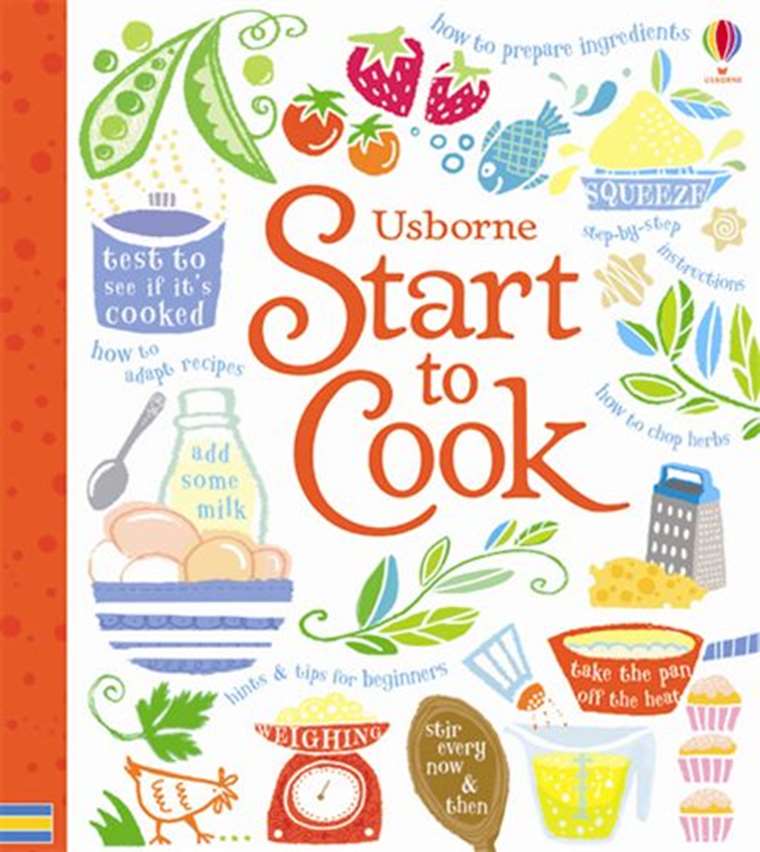 how to prepare ingredients
USBORNE
SQUEEZE
Usborne
Start
to
Cook
step-by-step
instructions
test to
see if it's
cooked
how to
adapt recipes
how to chop herbs
add
some
milk
hints & tips for beginners
take the pan
off the heat
WEIGHING
stir
every
now
&
then